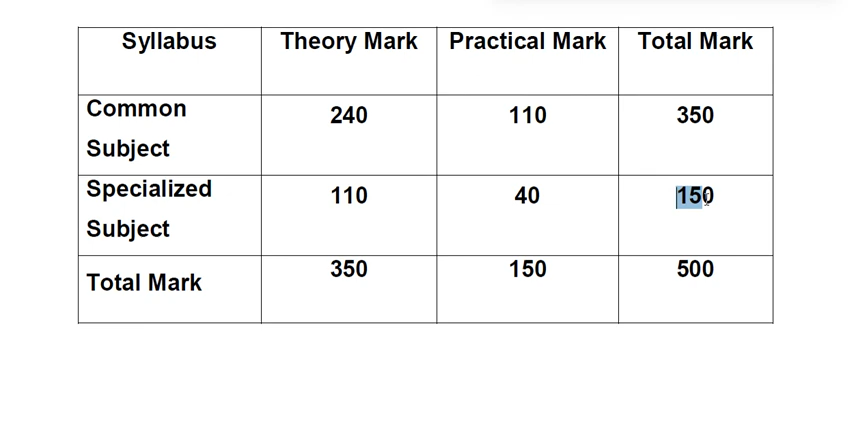 Syllabus Theory Mark Practical Mark Total Mark
Common Subject 240 110 350
Specialized Subject 110 40 150
Total Mark 350 150 500